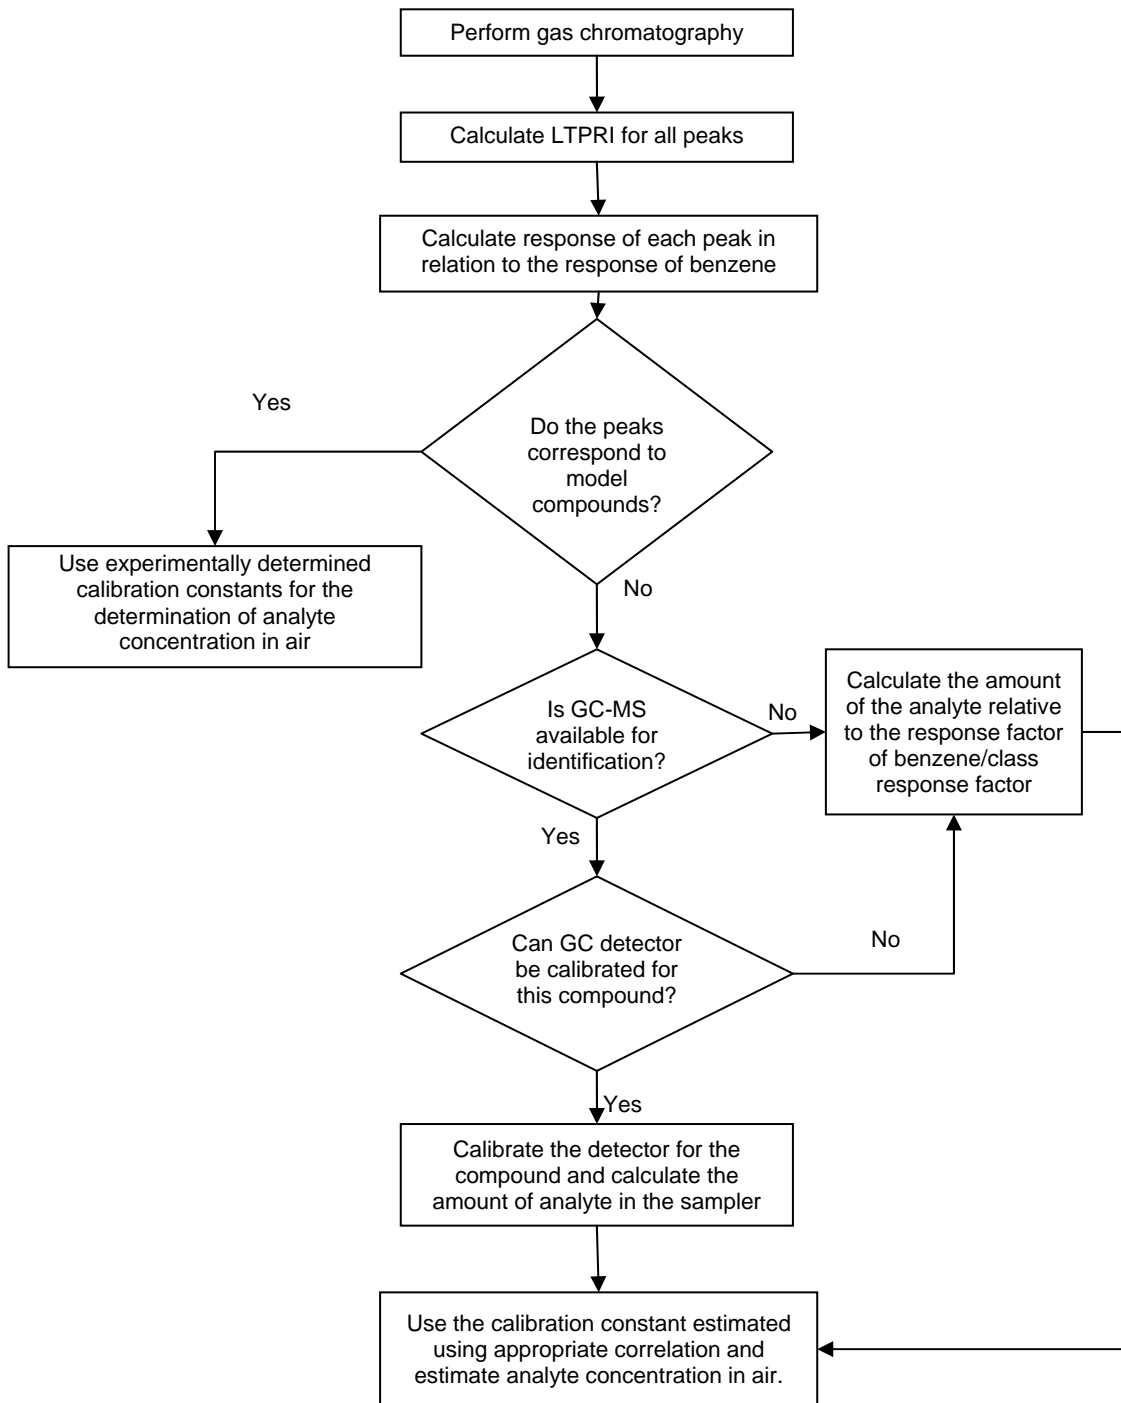 Perform gas chromatography
Calculate LTPRI for all peaks
Calculate response of each peak in
relation to the response of benzene
Yes
Do the peaks
correspond to
model
compounds?
Use experimentally determined
calibration constants for the
determination of analyte
concentration in air
No
Is GC-MS
available for
identification?
No
Calculate the amount
of the analyte relative
to the response factor
of benzene/class
response factor
Yes
Can GC detector
be calibrated for
this compound?
No
Yes
Calibrate the detector for the
compound and calculate the
amount of analyte in the sampler
Use the calibration constant estimated
using appropriate correlation and
estimate analyte concentration in air.